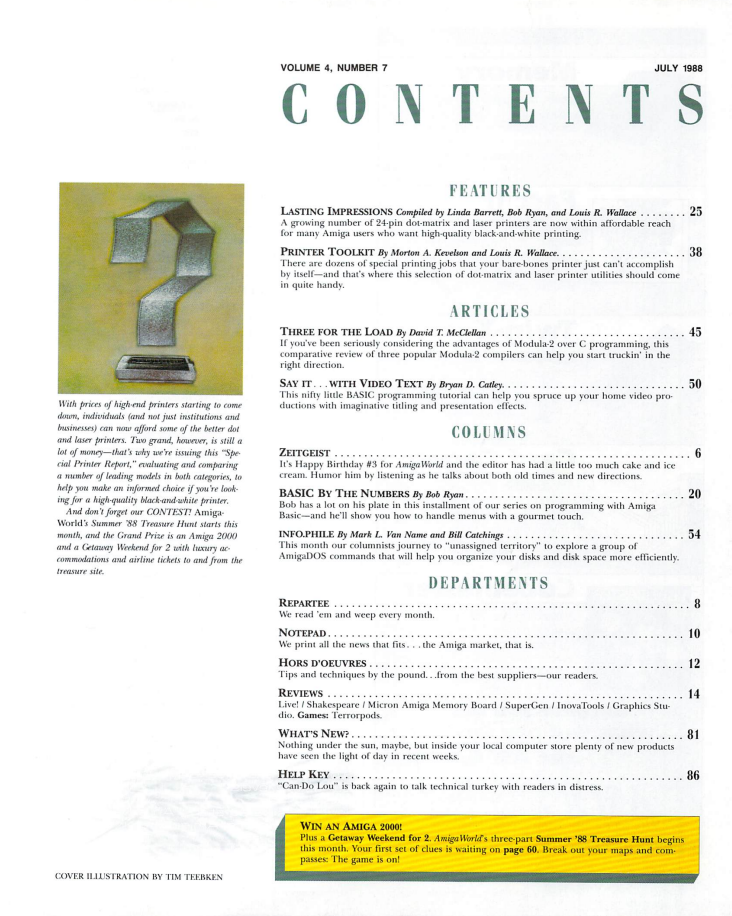 VOLUME 4, NUMBER 7
JULY 1988
CONTENTS
With prices of high-end printers starting to come
down, individuals (and not just institutions and
businesses) can now afford some of the better dot
and laser printers. Two grand, however, is still a
lot of money—that's why we're issuing this "Spe-
cial Printer Report," evaluating and comparing
a number of leading models in both categories, to
help you make an informed choice if you're look-
ing for a high-quality black-and-white printer.
And don't forget our CONTEST! Amiga-
World's Summer '88 Treasure Hunt starts this
month, and the Grand Prize is an Amiga 2000
and a Getaway Weekend for 2 with luxury ac-
commodations and airline tickets to and from the
treasure site.
COVER ILLUSTRATION BY TIM TEEBKEN
FEATURES
LASTING IMPRESSIONS Compiled by Linda Barrett, Bob Ryan, and Louis R. Wallace ........ 25
A growing number of 24-pin dot-matrix and laser printers are now within affordable reach
for many Amiga users who want high-quality black-and-white printing.
PRINTER TOOLKIT By Morton A. Kevelson and Louis R. Wallace...................... 38
There are dozens of special printing jobs that your bare-bones printer just can't accomplish
by itself—and that's where this selection of dot-matrix and laser printer utilities should come
in quite handy.
ARTICLES
THREE FOR THE LOAD By David T. McClellan ................................. 45
If you've been seriously considering the advantages of Modula-2 over C programming, this
comparative review of three popular Modula-2 compilers can help you start truckin' in the
right direction.
SAY IT...WITH VIDEO TEXT By Bryan D. Catley............................... 50
This nifty little BASIC programming tutorial can help you spruce up your home video pro-
ductions with imaginative titling and presentation effects.
COLUMNS
ZEITGEIST ............................................................. 6
It's Happy Birthday #3 for AmigaWorld and the editor has had a little too much cake and ice
cream. Humor him by listening as he talks about both old times and new directions.
BASIC BY THE NUMBERS By Bob Ryan..................................... 20
Bob has a lot on his plate in this installment of our series on programming with Amiga
Basic—and he'll show you how to handle menus with a gourmet touch.
INFO.PHILE By Mark L. Van Name and Bill Catchings .............................. 54
This month our columnists journey to "unassigned territory" to explore a group of
AmigaDOS commands that will help you organize your disks and disk space more efficiently.
DEPARTMENTS
REPARTEE ............................................................. 8
We read 'em and weep every month.
NOTEPAD............................................................. 10
We print all the news that fits...the Amiga market, that is.
HORS D'OEUVRES...................................................... 12
Tips and techniques by the pound...from the best suppliers—our readers.
REVIEWS ............................................................. 14
Live! / Shakespeare / Micron Amiga Memory Board / SuperGen / InovaTools / Graphics Stu-
dio. Games: Terrorpods.
WHAT'S NEW?......................................................... 81
Nothing under the sun, maybe, but inside your local computer store plenty of new products
have seen the light of day in recent weeks.
HELP KEY ............................................................ 86
"Can-Do Lou" is back again to talk technical turkey with readers in distress.
WIN AN AMIGA 2000!
Plus a Getaway Weekend for 2. AmigaWorld's three-part Summer '88 Treasure Hunt begins
this month. Your first set of clues is waiting on page 60. Break out your maps and com-
passes: The game is on!